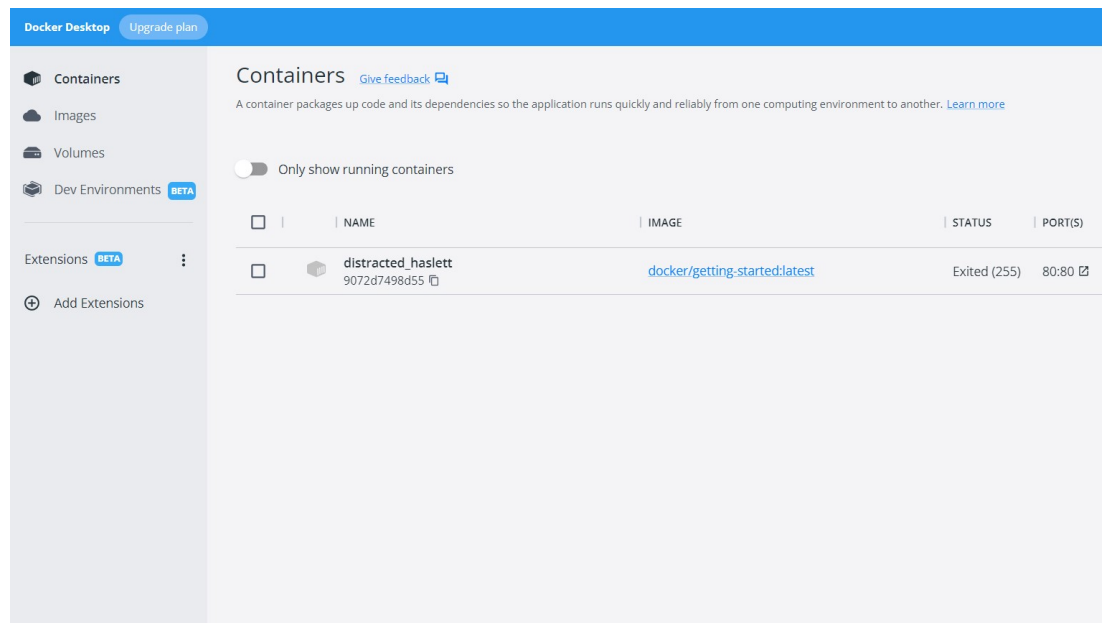 Docker Desktop Upgrade plan
Containers
Images
Volumes
Dev Environments BETA
Extensions BETA
Add Extensions
Containers Give feedback
A container packages up code and its dependencies so the application runs quickly and reliably from one computing environment to another. Learn more
Only show running containers
NAME IMAGE STATUS PORT(S)
distracted_haslett docker/getting-started:latest Exited (255) 80:80
9072d7498d55